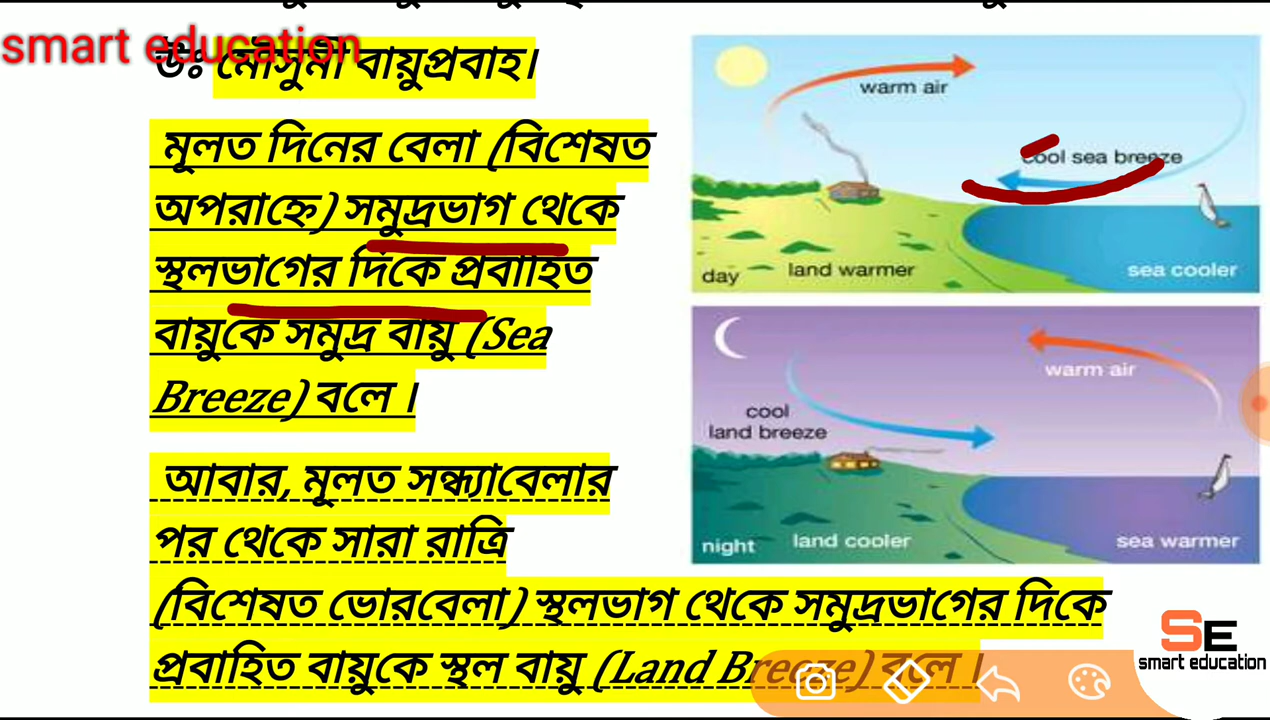 smart education
উঃ মৌসুমী বায়ুপ্রবাহ।
মূলত দিনের বেলা (বিশেষত
অপরাহ্নে) সমুদ্রভাগ থেকে
স্থলভাগের দিকে প্রবাহিত
বায়ুকে সমুদ্র বায়ু (Sea
Breeze) বলে।
warm air
cool sea breeze
day
land warmer
sea cooler
আবার, মূলত সন্ধ্যাবেলার
পর থেকে সারা রাত্রি
(বিশেষত ভোরবেলা) স্থলভাগ থেকে সমুদ্রভাগের দিকে
প্রবাহিত বায়ুকে স্থল বায়ু (Land Breeze) বলে।
warm air
cool
land breeze
night
land cooler
sea warmer
SE
smart education